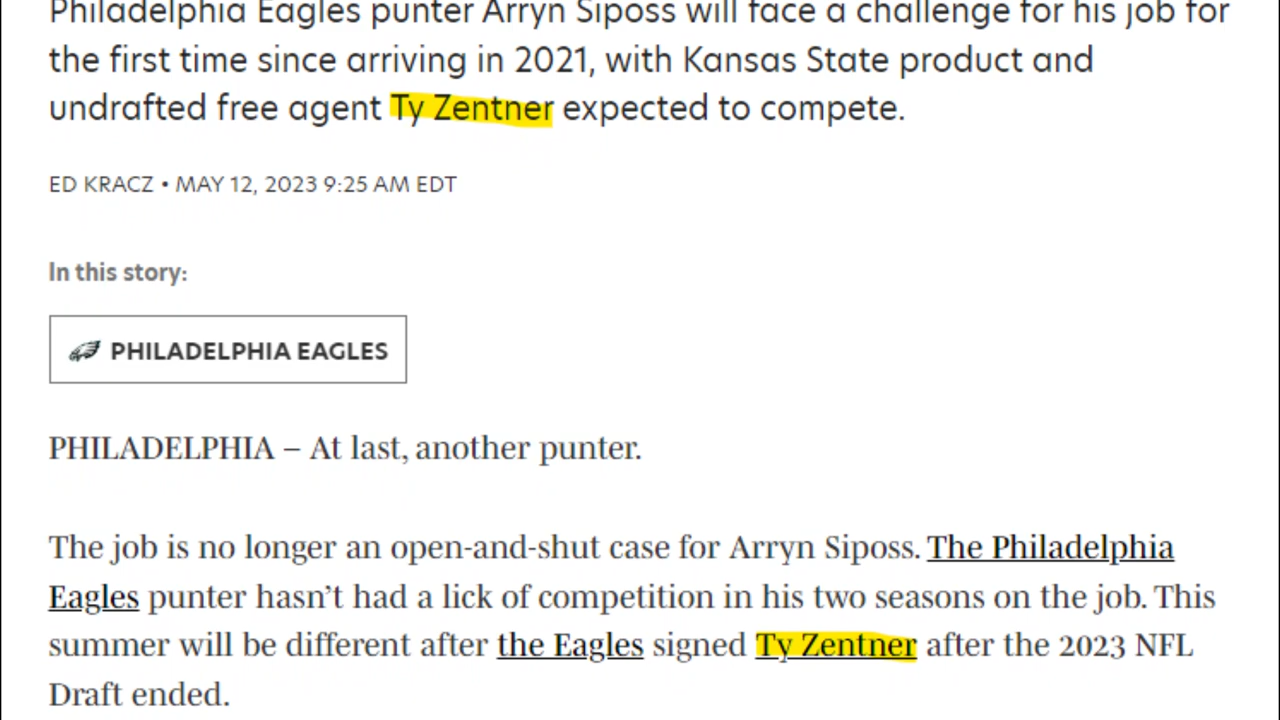 Philadelphia Eagles punter Arryn Siposs will face a challenge for his job for
the first time since arriving in 2021, with Kansas State product and
undrafted free agent Ty Zentner expected to compete.
ED KRACZ • MAY 12, 2023 9:25 AM EDT
In this story:
PHILADELPHIA EAGLES
PHILADELPHIA – At last, another punter.
The job is no longer an open-and-shut case for Arryn Siposs. The Philadelphia
Eagles punter hasn’t had a lick of competition in his two seasons on the job. This
summer will be different after the Eagles signed Ty Zentner after the 2023 NFL
Draft ended.